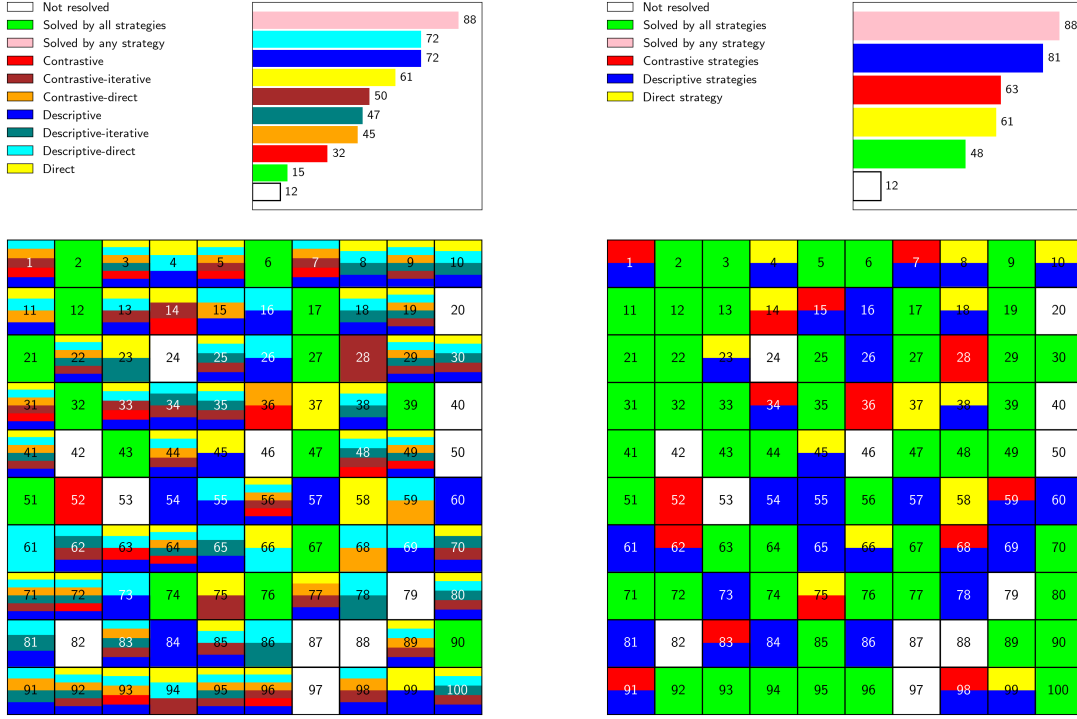 Not resolved
Solved by all strategies
Solved by any strategy
Contrastive
Contrastive-iterative
Contrastive-direct
Descriptive
Descriptive-iterative
Descriptive-direct
Direct
88
72
72
61
50
47
45
32
15
12
Not resolved
Solved by all strategies
Solved by any strategy
Contrastive strategies
Descriptive strategies
Direct strategy
88
81
63
61
48
12
1 2 3 4 5 6 7 8 9 10
11 12 13 14 15 16 17 18 19 20
21 22 23 24 25 26 27 28 29 30
31 32 33 34 35 36 37 38 39 40
41 42 43 44 45 46 47 48 49 50
51 52 53 54 55 56 57 58 59 60
61 62 63 64 65 66 67 68 69 70
71 72 73 74 75 76 77 78 79 80
81 82 83 84 85 86 87 88 89 90
91 92 93 94 95 96 97 98 99 100
1 2 3 4 5 6 7 8 9 10
11 12 13 14 15 16 17 18 19 20
21 22 23 24 25 26 27 28 29 30
31 32 33 34 35 36 37 38 39 40
41 42 43 44 45 46 47 48 49 50
51 52 53 54 55 56 57 58 59 60
61 62 63 64 65 66 67 68 69 70
71 72 73 74 75 76 77 78 79 80
81 82 83 84 85 86 87 88 89 90
91 92 93 94 95 96 97 98 99 100